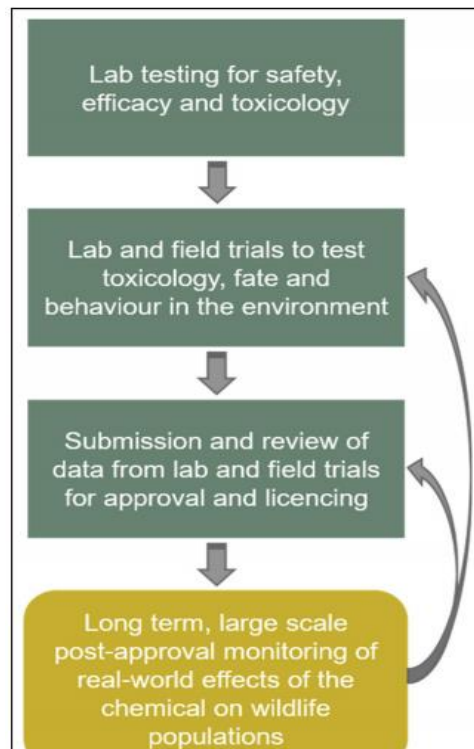 Lab testing for safety,
efficacy and toxicology
Lab and field trials to test
toxicology, fate and
behaviour in the environment
Submission and review of
data from lab and field trials
for approval and licencing
Long term, large scale
post-approval monitoring of
real-world effects of the
chemical on wildlife
populations